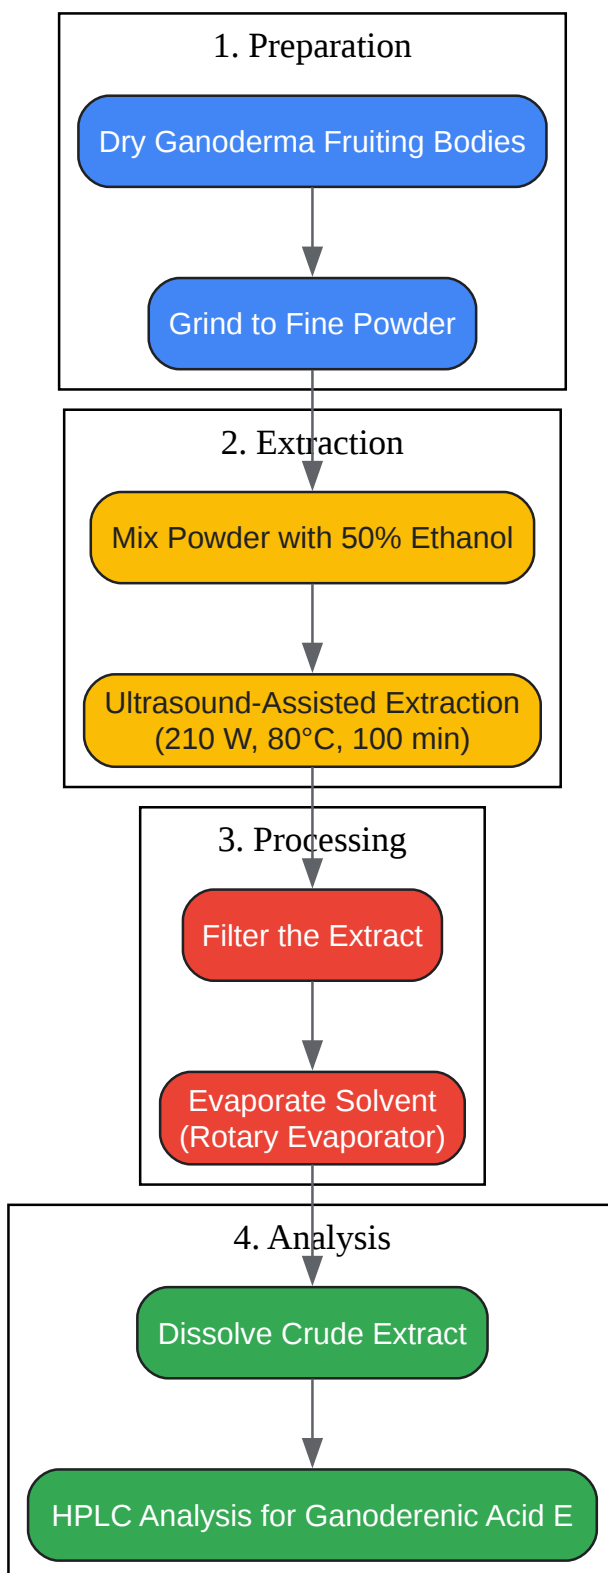 1. Preparation
Dry Ganoderma Fruiting Bodies
Grind to Fine Powder
2. Extraction
Mix Powder with 50% Ethanol
Ultrasound-Assisted Extraction
(210 W, 80°C, 100 min)
3. Processing
Filter the Extract
Evaporate Solvent
(Rotary Evaporator)
4. Analysis
Dissolve Crude Extract
HPLC Analysis for Ganoderenic Acid E